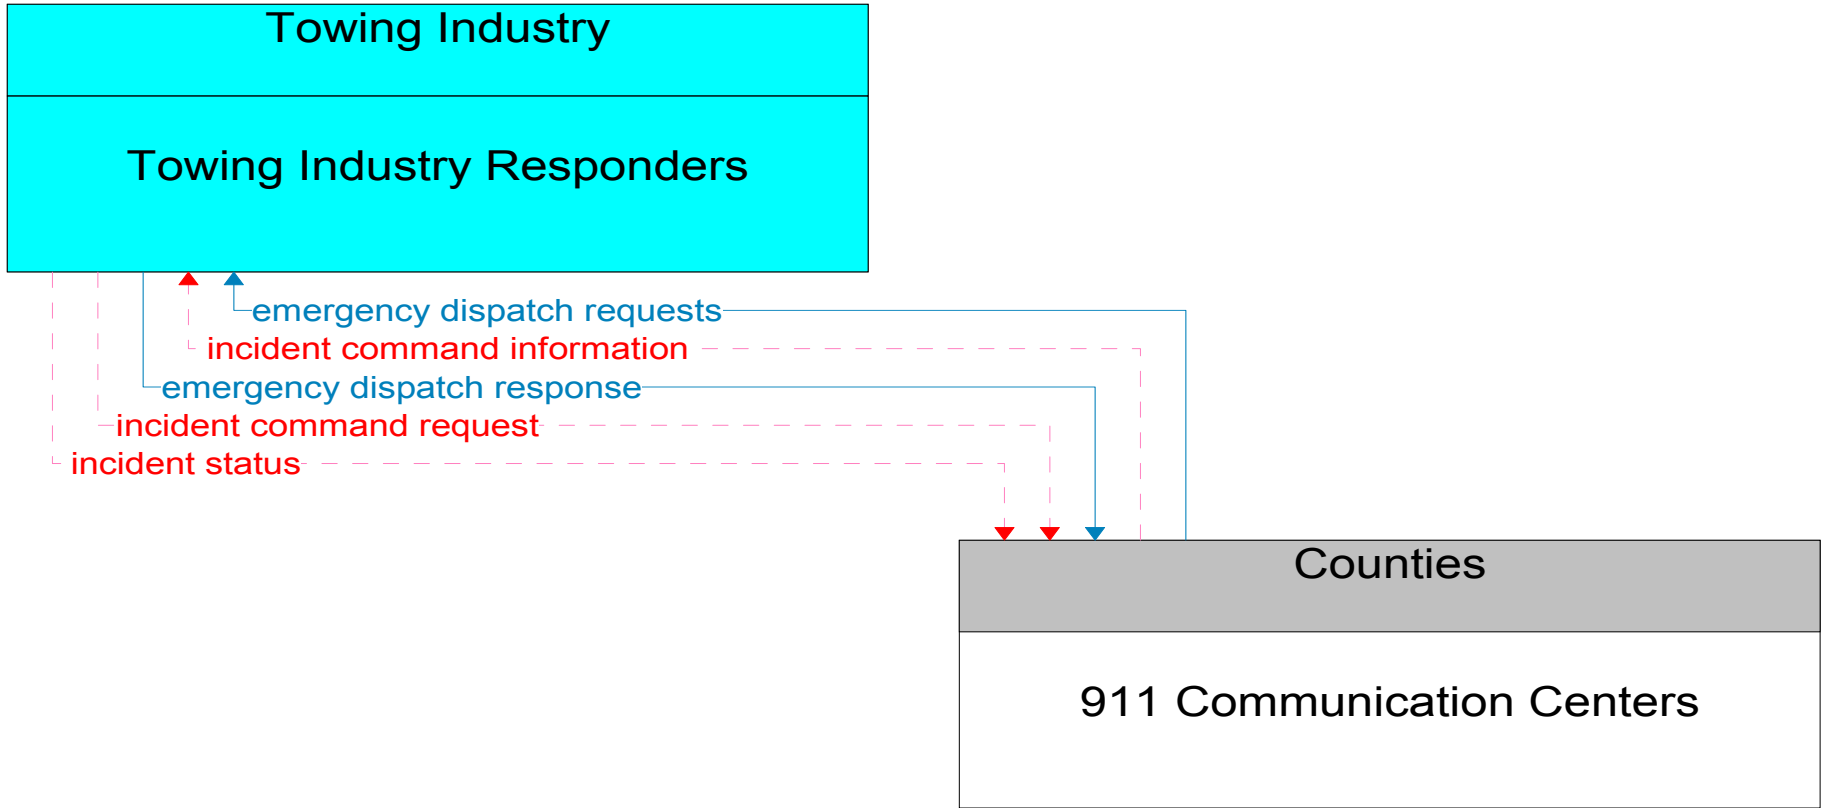 Towing Industry
Towing Industry Responders
emergency dispatch requests
incident command information
emergency dispatch response
incident command request
incident status
Counties
911 Communication Centers